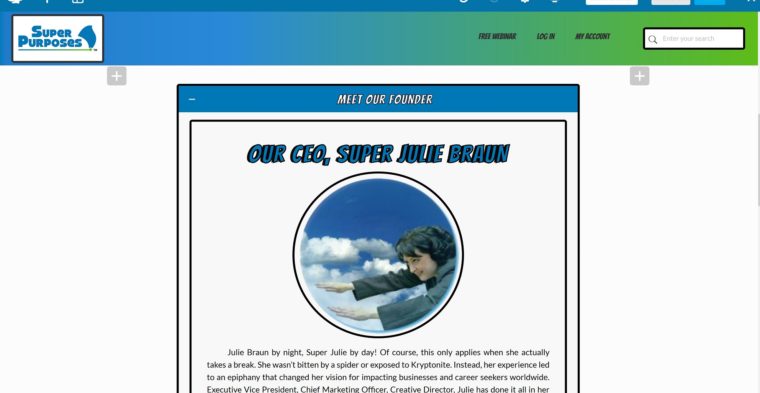 SUPER
PURPOSES
FREE WEBINAR
LOG IN
MY ACCOUNT
Enter your search
MEET OUR FOUNDER
OUR CEO, SUPER JULIE BRAUN
Julie Braun by night, Super Julie by day! Of course, this only applies when she actually
takes a break. She wasn't bitten by a spider or exposed to Kryptonite. Instead, her experience led
to an epiphany that changed her vision for impacting businesses and career seekers worldwide.
Executive Vice President, Chief Marketing Officer, Creative Director, Julie has done it all in her